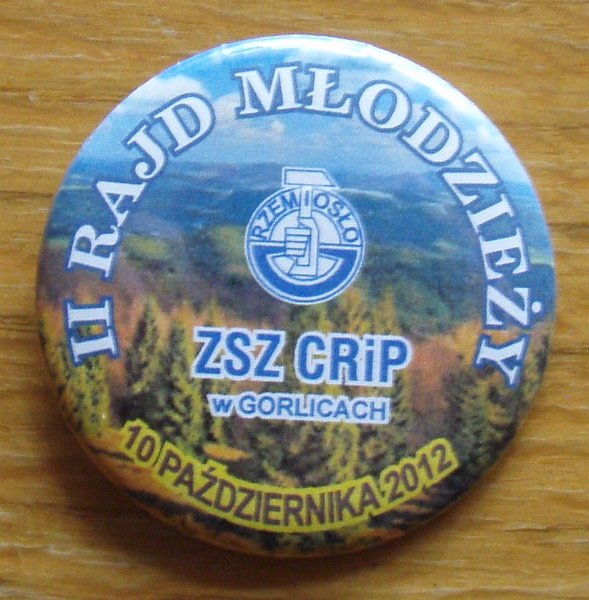 II RAJD MŁODZIEŻY
RZEMIOSŁO
ZSZ CRiP
w GORLICACH
10 PAŹDZIERNIKA 2012